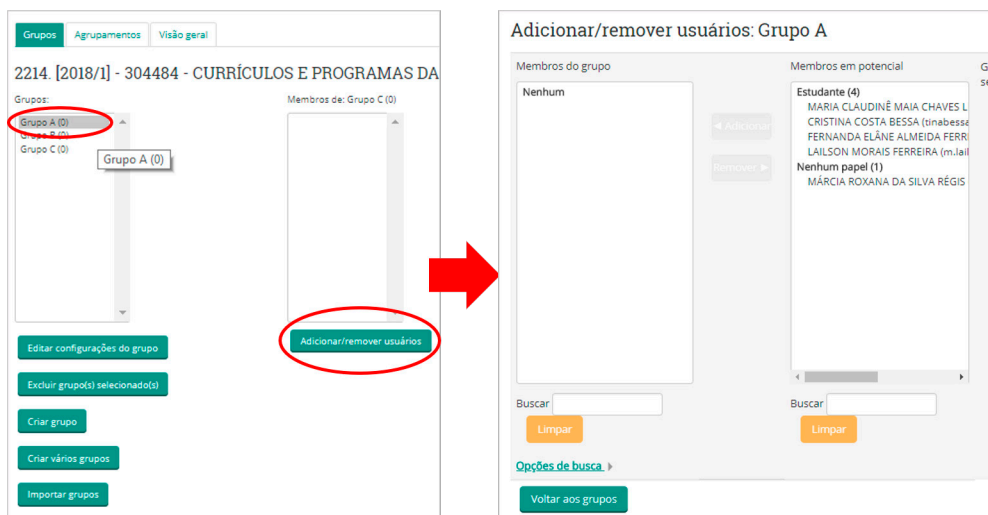 Grupos Agrupamentos Visão geral
2214. [2018/1] - 304484 - CURRÍCULOS E PROGRAMAS DA
Grupos:
Membros de: Grupo C (0)
Grupo A (0)
Grupo B (0)
Grupo C (0)
Grupo A (0)
Adicionar/remover usuários
Editar configurações do grupo
Excluir grupo(s) selecionado(s)
Criar grupo
Criar vários grupos
Importar grupos
Adicionar/remover usuários: Grupo A
Membros do grupo
Nenhum
◄ Adicionar
Remover ►
Membros em potencial
Estudante (4)
MARIA CLAUDINÊ MAIA CHAVES L
CRISTINA COSTA BESSA (tinabessa
FERNANDA ELÂNE ALMEIDA FERR
LAILSON MORAIS FERREIRA (m.lail
Nenhum papel (1)
MÁRCIA ROXANA DA SILVA RÉGIS
G
se
Buscar
Limpar
Buscar
Limpar
Opções de busca
Voltar aos grupos